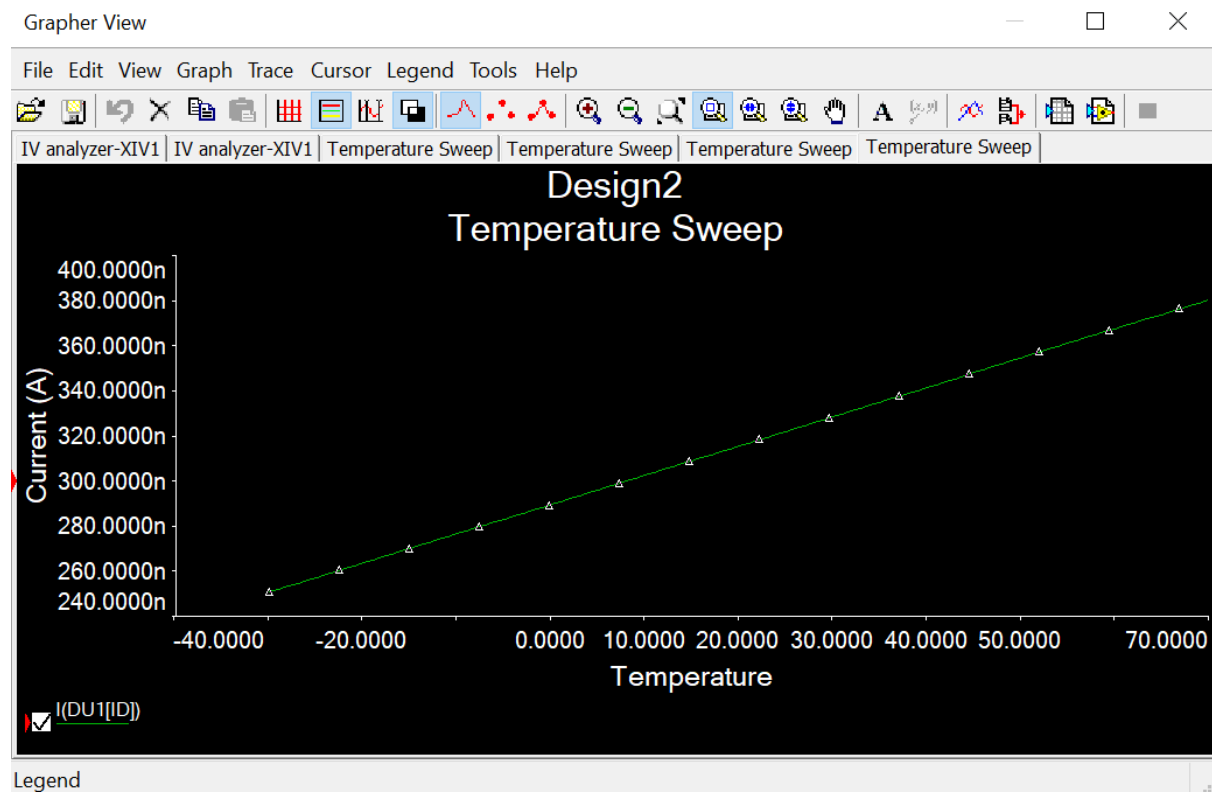 Grapher View
File Edit View Graph Trace Cursor Legend Tools Help
A (x,y)
IV analyzer-XIV1 IV analyzer-XIV1 Temperature Sweep Temperature Sweep Temperature Sweep Temperature Sweep
Design2
Temperature Sweep
400.0000n
380.0000n
360.0000n
340.0000n
320.0000n
300.0000n
280.0000n
260.0000n
240.0000n
Current (A)
-40.0000 -20.0000 0.0000 10.0000 20.0000 30.0000 40.0000 50.0000 70.0000
Temperature
I(DU1[ID])
Legend